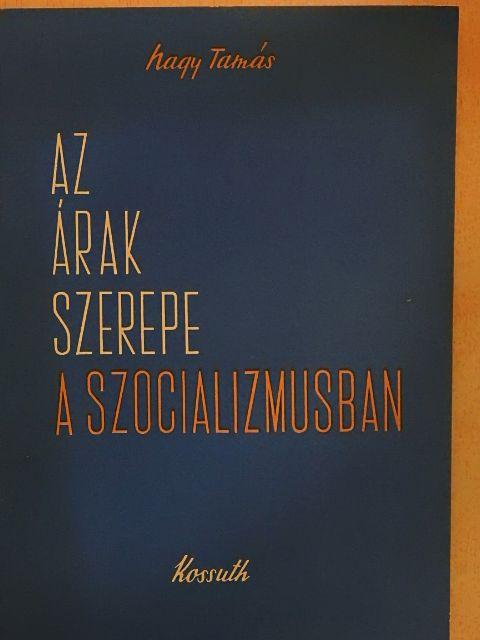 Nagy Tamás
AZ
ÁRAK
SZEREPE
A SZOCIALIZMUSBAN
Kossuth